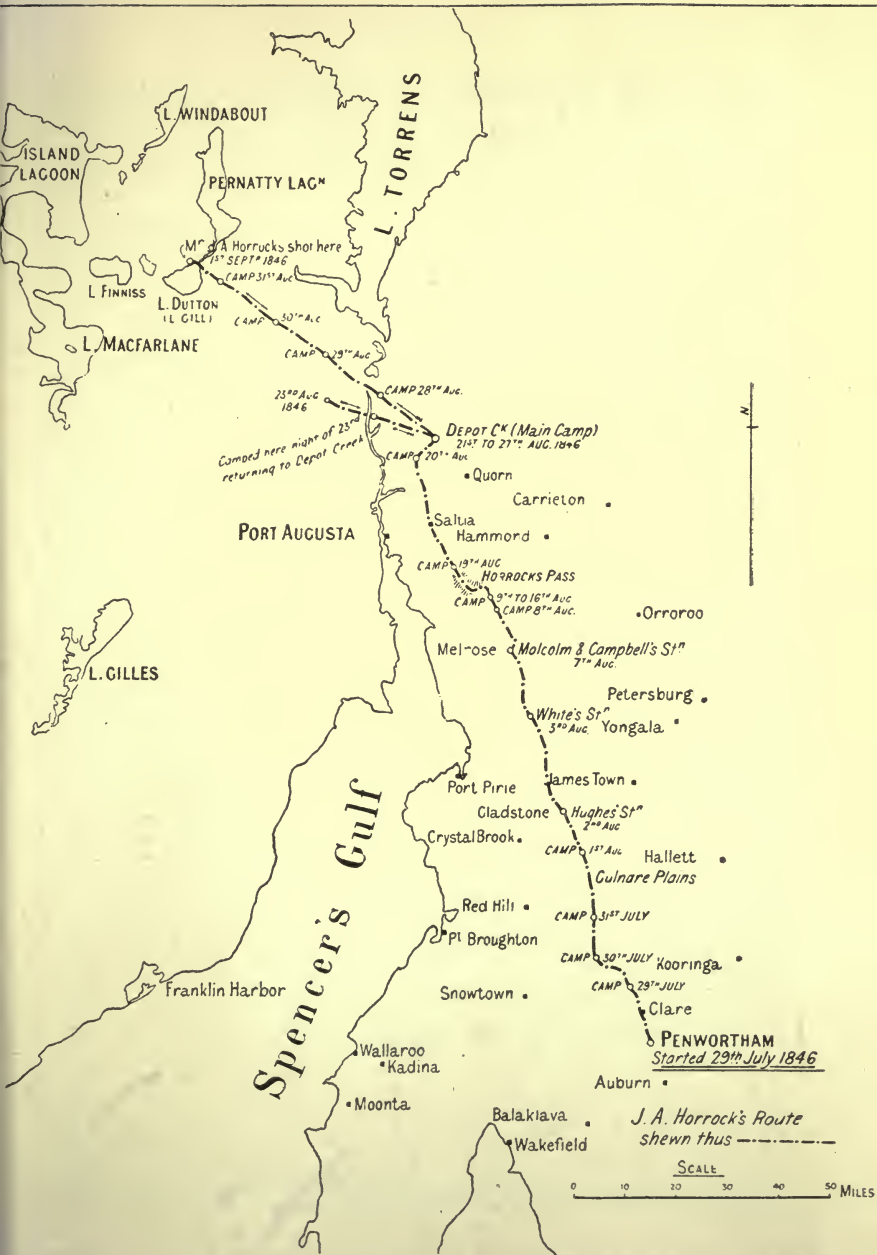 L. WINDABOUT
ISLAND
LAGOON
PERNATTY LAGN
L. TORRENS
Mr A Horrocks shot here
1ST SEPTR 1846
CAMP 31ST AUG
L. FINNISS
L. DUTTON
(L GILL)
CAMP 30TH AUG
L. MACFARLANE
CAMP 29TH AUG
CAMP 28TH AUG.
23RD AUG
1846
DEPOT CK (Main Camp)
21ST TO 27TH AUG. 1846
Camped here night of 23rd
returning to Depot Creek
CAMP 20TH AUG
Quorn
Carrieton
N
Saltia
PORT AUGUSTA
Hammond
CAMP 19TH AUG
HORROCKS PASS
CAMP 9TH TO 16TH AUG
CAMP 8TH AUG.
Orroroo
Melrose
Malcolm & Campbell's Stn
7TH AUG.
L. GILLES
Petersburg
White's Stn
3RD AUG.
Yongala
Port Pirie
James Town
Gladstone
Hughes' Stn
2ND AUG
Crystal Brook
CAMP 1ST AUG
Hallett
Gulnare Plains
Spencer's Gulf
Red Hill
CAMP 31ST JULY
Pt Broughton
CAMP 30TH JULY
Kooringa
Franklin Harbor
Snowtown
CAMP 29TH JULY
Clare
PENWORTHAM
Started 29th July 1846
Wallaroo
Kadina
Auburn
Moonta
Balaklava
J. A. Horrock's Route
shewn thus
Wakefield
SCALE
0 10 20 30 40 50 MILES